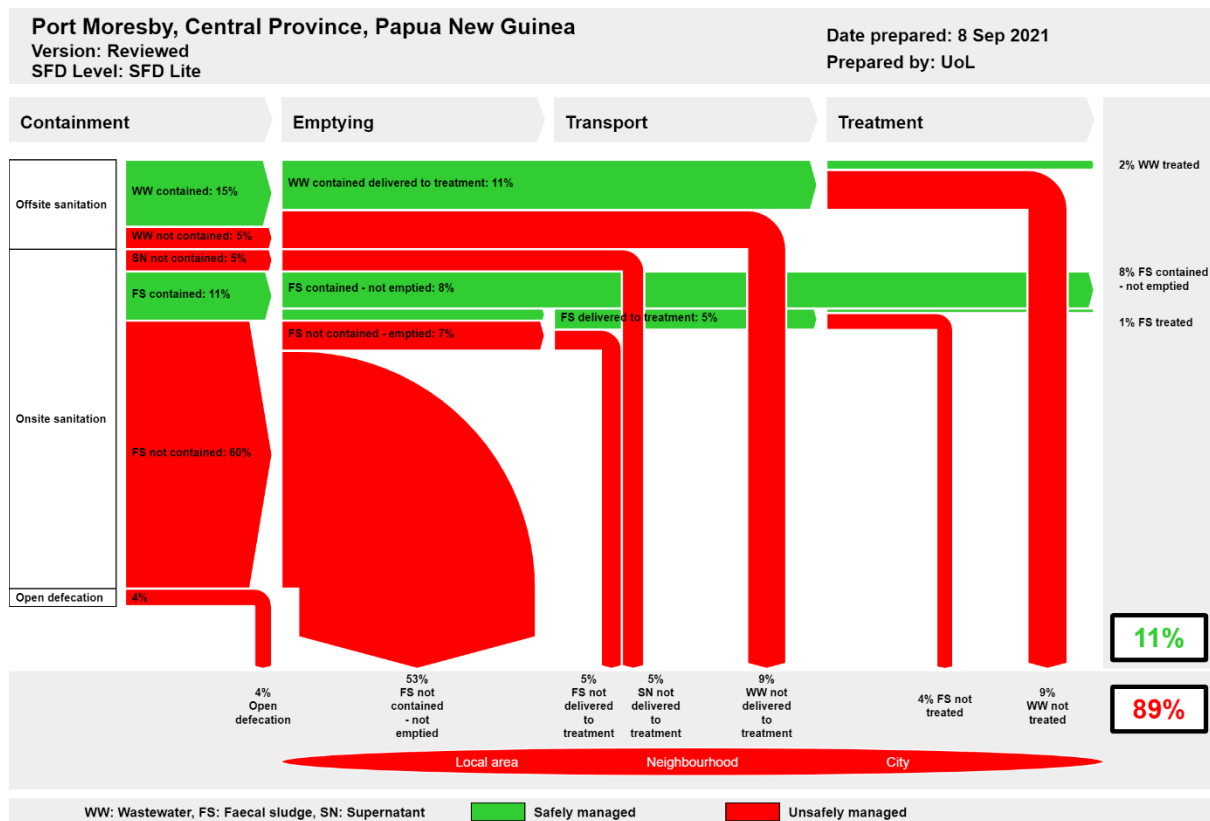 Port Moresby, Central Province, Papua New Guinea
Version: Reviewed
SFD Level: SFD Lite
Date prepared: 8 Sep 2021
Prepared by: UoL
Containment
Emptying
Transport
Treatment
Offsite sanitation
Onsite sanitation
Open defecation
WW contained: 15%
WW not contained: 5%
SN not contained: 5%
FS contained: 11%
FS not contained: 60%
4%
WW contained delivered to treatment: 11%
FS contained - not emptied: 8%
FS delivered to treatment: 5%
FS not contained - emptied: 7%
2% WW treated
8% FS contained
- not emptied
1% FS treated
11%
89%
4%
Open
defecation
53%
FS not
contained
- not
emptied
5%
FS not
delivered
to
treatment
5%
SN not
delivered
to
treatment
9%
WW not
delivered
to
treatment
4% FS not
treated
9%
WW not
treated
Local area
Neighbourhood
City
WW: Wastewater, FS: Faecal sludge, SN: Supernatant
Safely managed
Unsafely managed